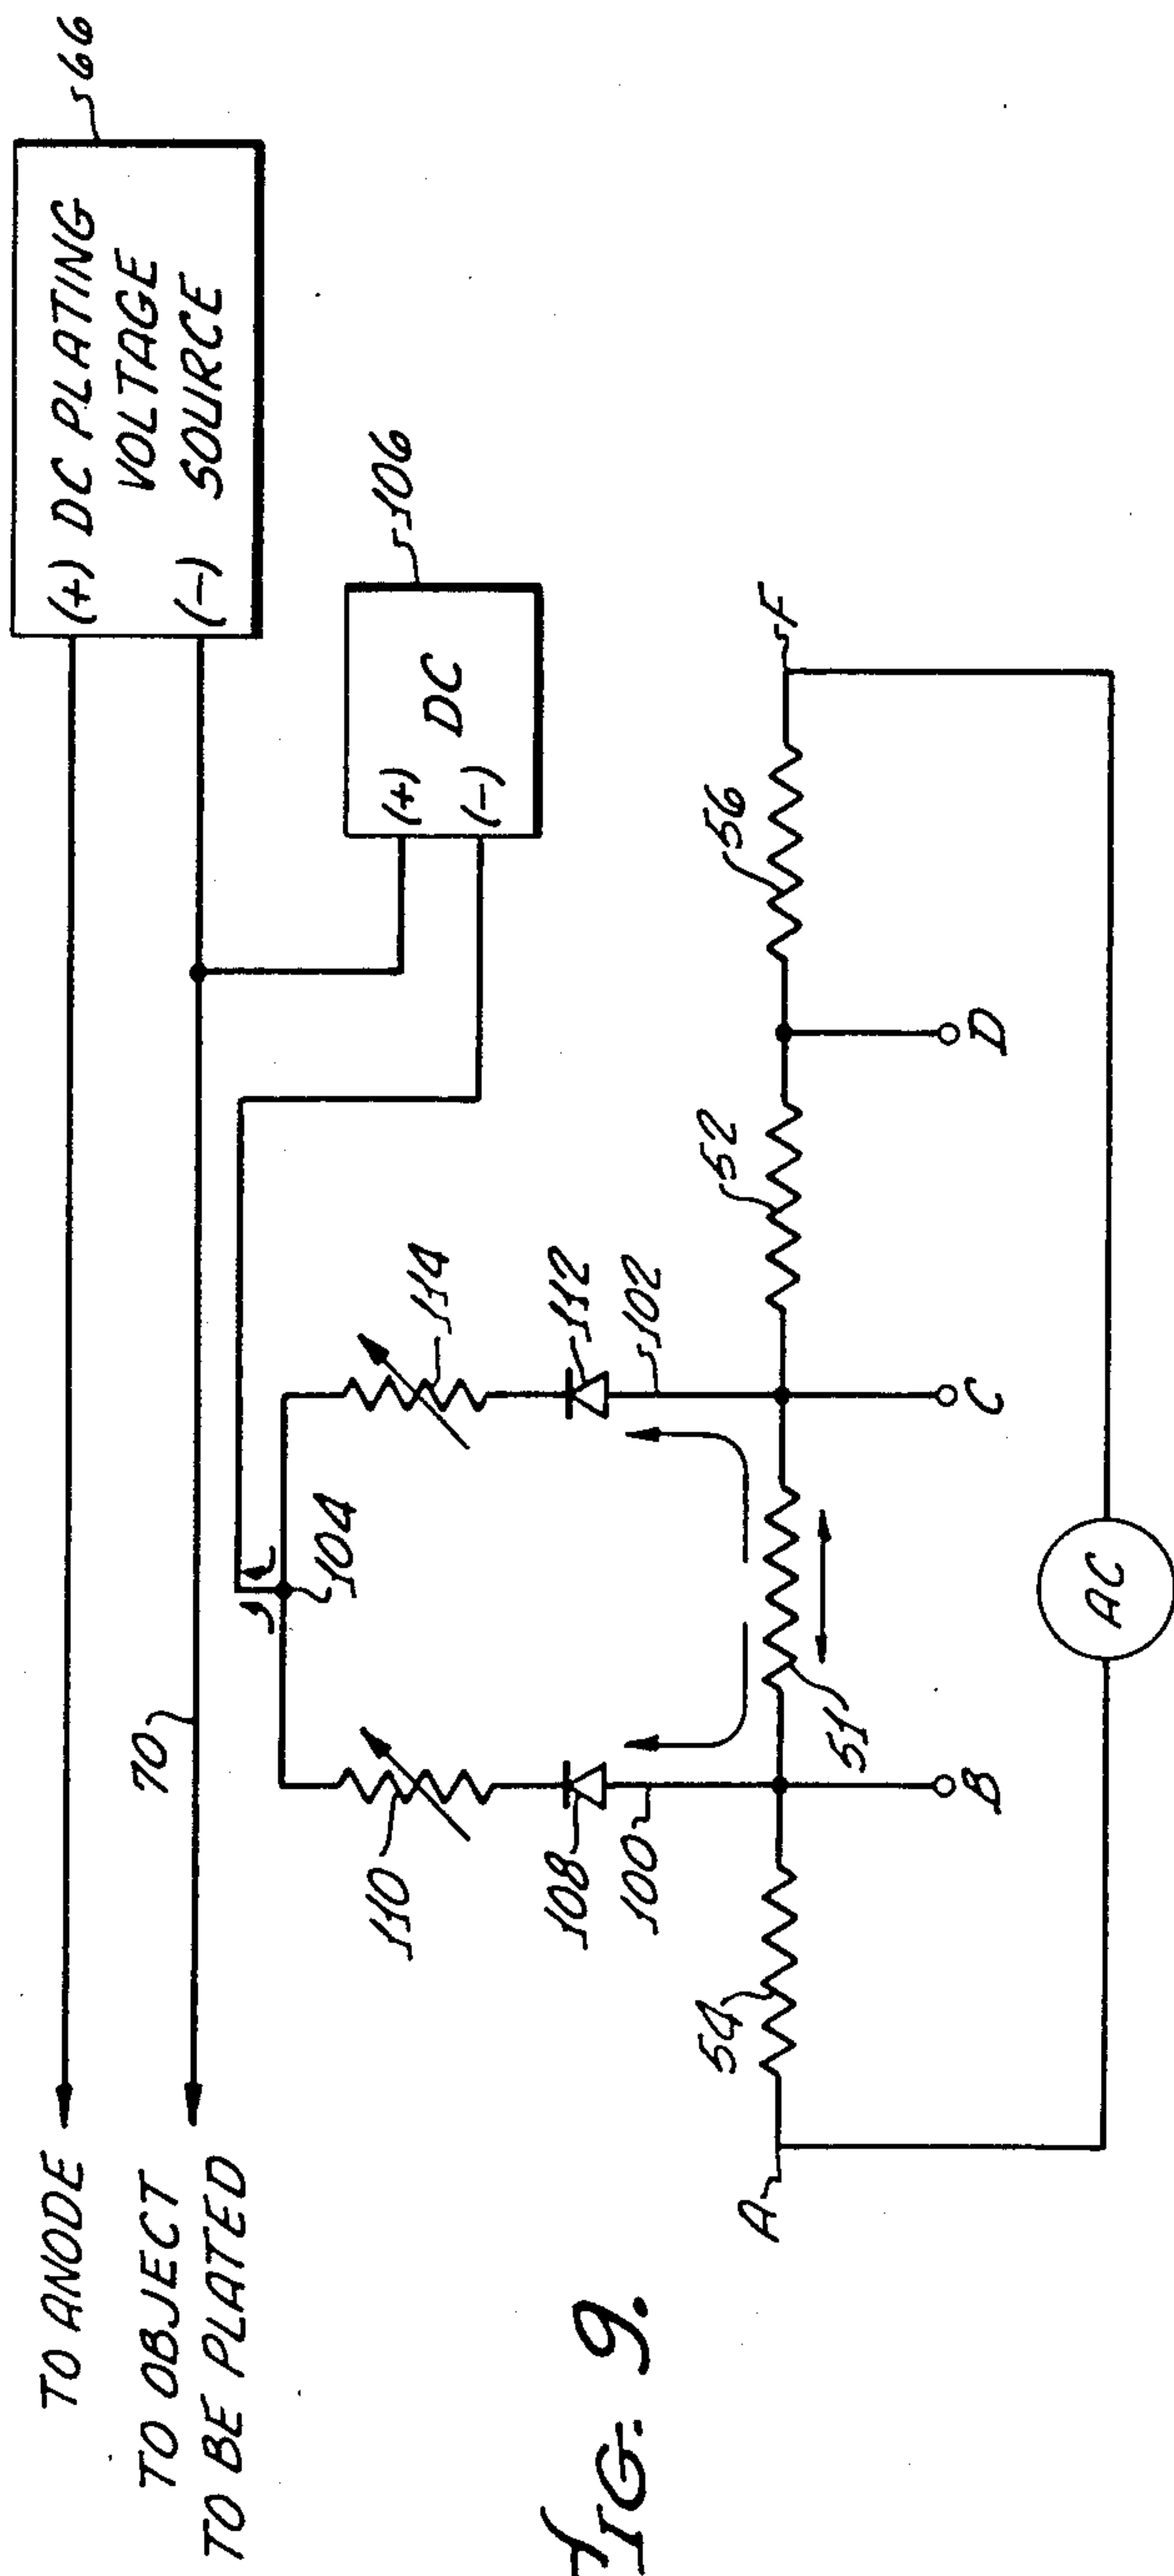 TO ANODE
TO OBJECT
TO BE PLATED
70
(+) DC PLATING
VOLTAGE
(-) SOURCE
66
106
(+)
DC
(-)
104
110
114
108
112
100
102
A
54
51
52
56
F
B
C
D
AC
FIG. 9.